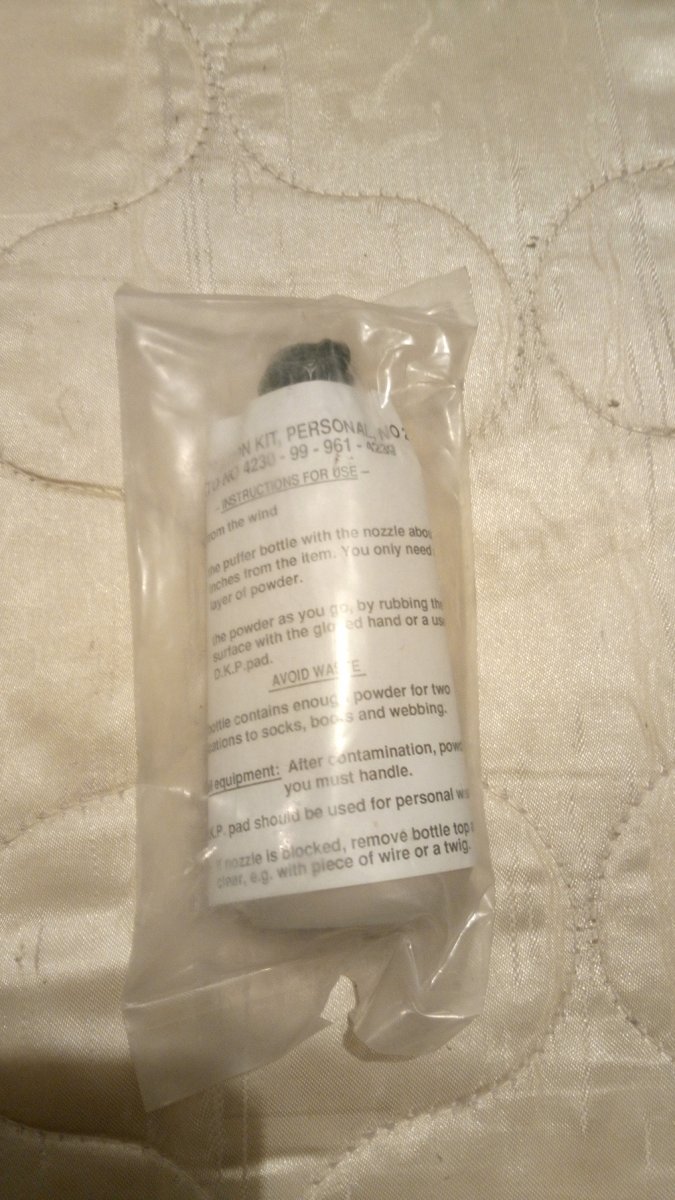 KIT, PERSONAL, NO 2
NO 4230 - 99 - 961 -
- INSTRUCTIONS FOR USE -
from the wind
puffer bottle with the nozzle
inches from the item. You only need
layer of powder.
the powder as you go, by rubbing the
surface with the gloved hand or a
D.K.P. pad.
AVOID WASTE
contains enough powder for two
to socks, boots and webbing.
equipment: After contamination,
you must handle.
pad should be used for personal
If nozzle is blocked, remove bottle top
clear, e.g. with piece of wire or a twig.